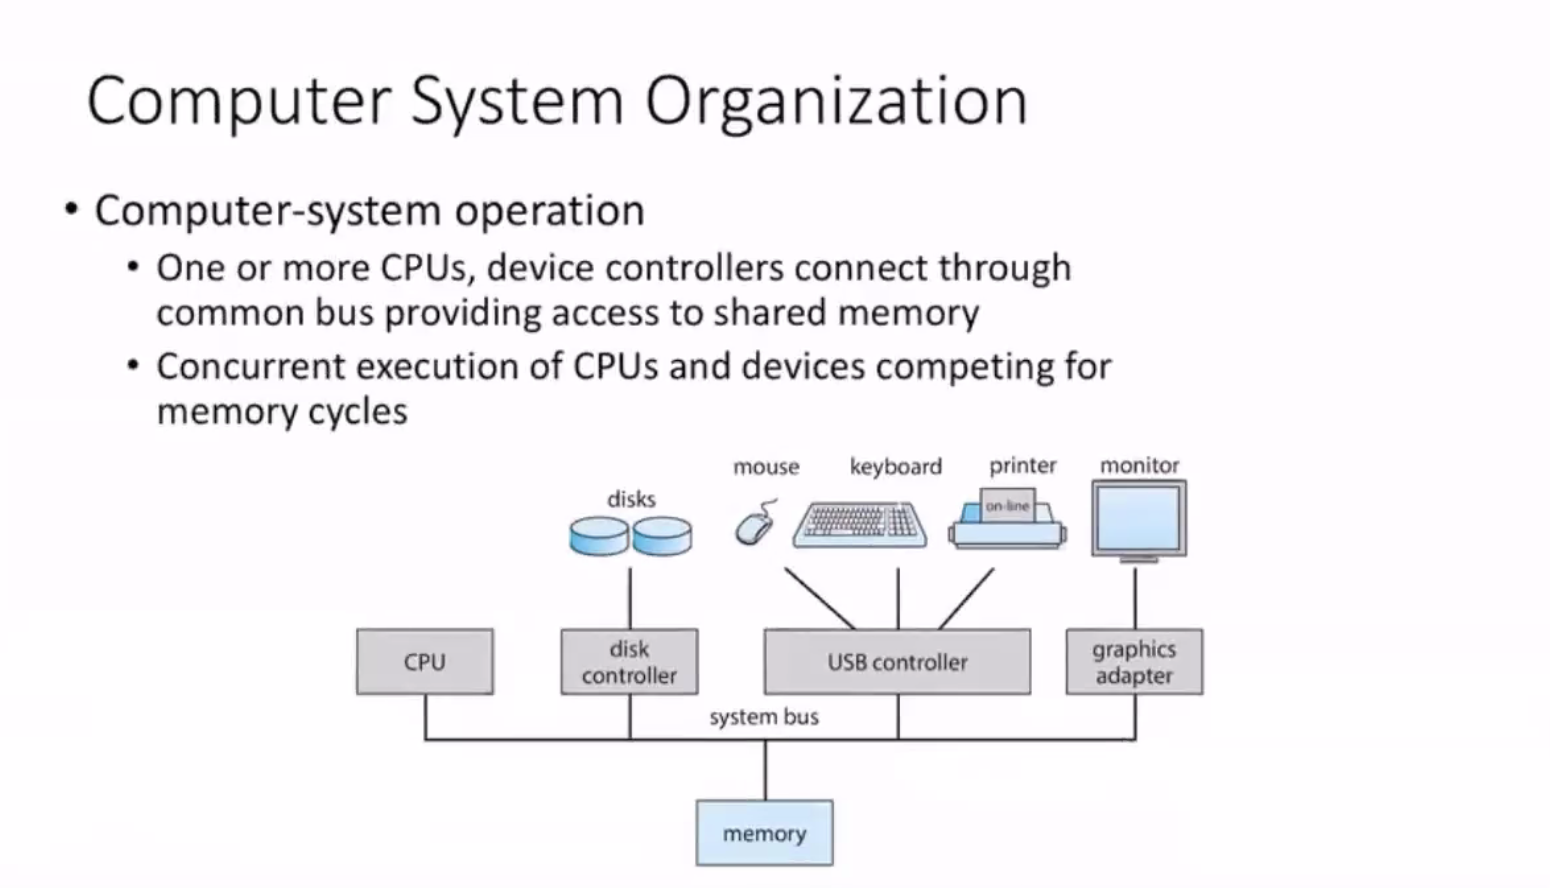 Computer System Organization
• Computer-system operation
• One or more CPUs, device controllers connect through
common bus providing access to shared memory
• Concurrent execution of CPUs and devices competing for
memory cycles
mouse
keyboard
printer
monitor
disks
on-line
CPU
disk
controller
USB controller
graphics
adapter
system bus
memory